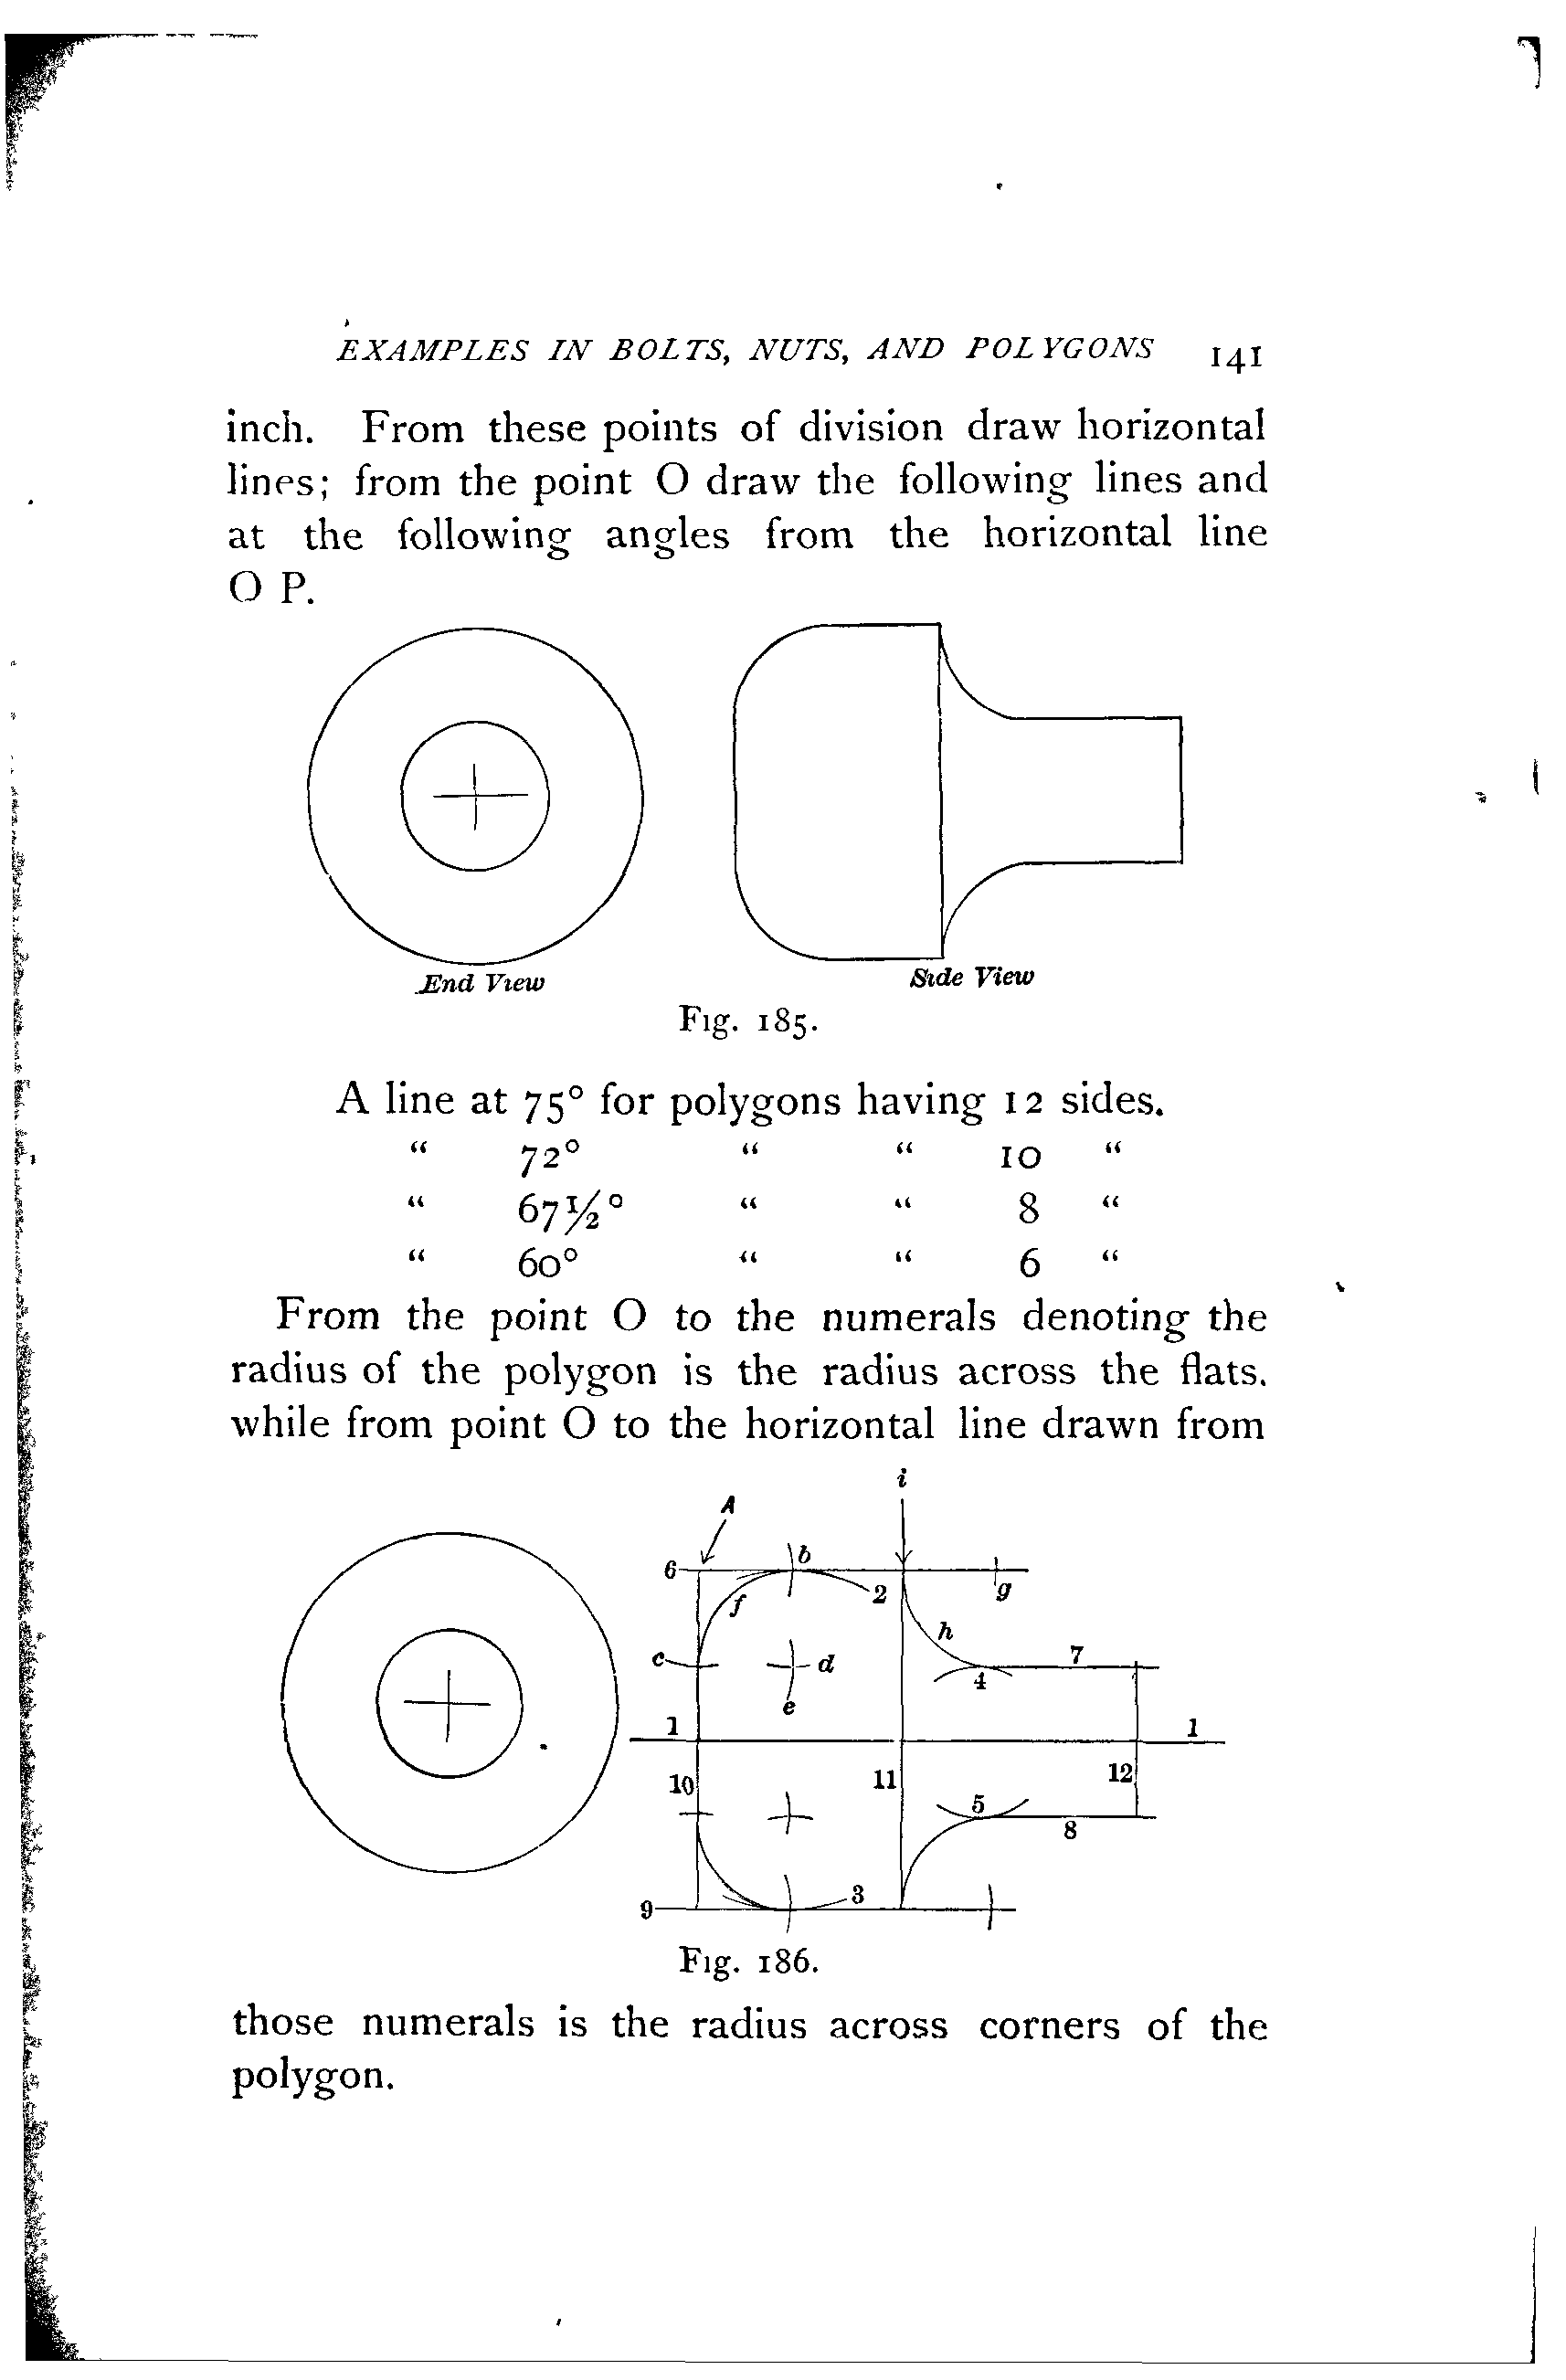 EXAMPLES IN BOLTS, NUTS, AND POLYGONS 141
inch. From these points of division draw horizontal
lines; from the point O draw the following lines and
at the following angles from the horizontal line
O P.
End View
Side View
Fig. 185.
A line at 75° for polygons having 12 sides.
“ 72° “ “ 10 “
“ 67½° “ “ 8 “
“ 60° “ “ 6 “
From the point O to the numerals denoting the
radius of the polygon is the radius across the flats.
while from point O to the horizontal line drawn from
i
A
6 b
2 g
f
h
c d 7
4
e
1 1
10 11 12
5
8
3
9
Fig. 186.
those numerals is the radius across corners of the
polygon.